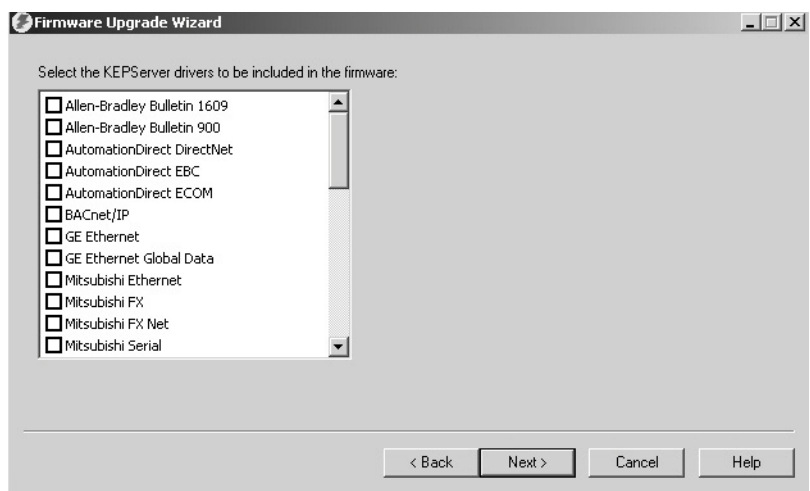 Firmware Upgrade Wizard
Select the KEPServer drivers to be included in the firmware:
Allen-Bradley Bulletin 1609
Allen-Bradley Bulletin 900
AutomationDirect DirectNet
AutomationDirect EBC
AutomationDirect ECOM
BACnet/IP
GE Ethernet
GE Ethernet Global Data
Mitsubishi Ethernet
Mitsubishi FX
Mitsubishi FX Net
Mitsubishi Serial
< Back Next > Cancel Help